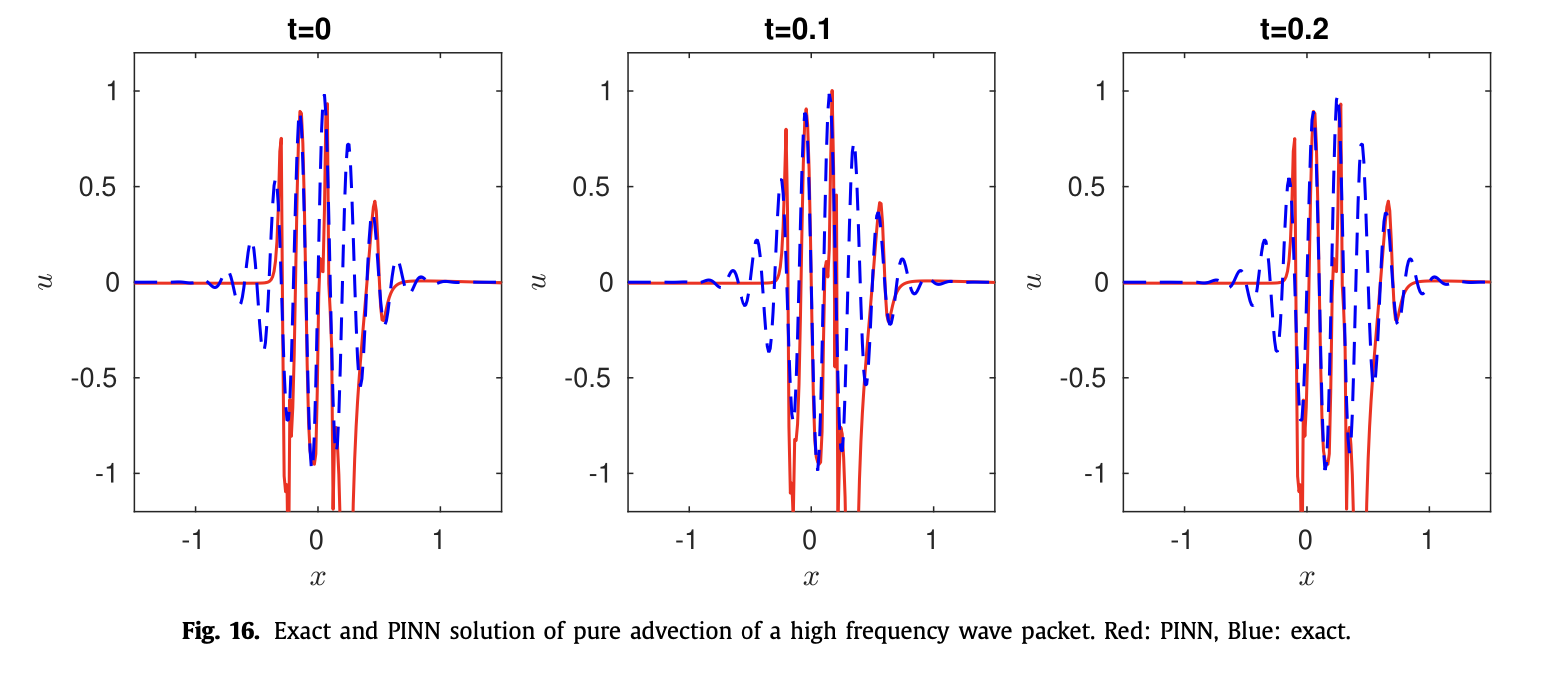 t=0
t=0.1
t=0.2
1
0.5
0
-0.5
-1
u
-1
0
1
x
1
0.5
0
-0.5
-1
u
-1
0
1
x
1
0.5
0
-0.5
-1
u
-1
0
1
x
Fig. 16. Exact and PINN solution of pure advection of a high frequency wave packet. Red: PINN, Blue: exact.